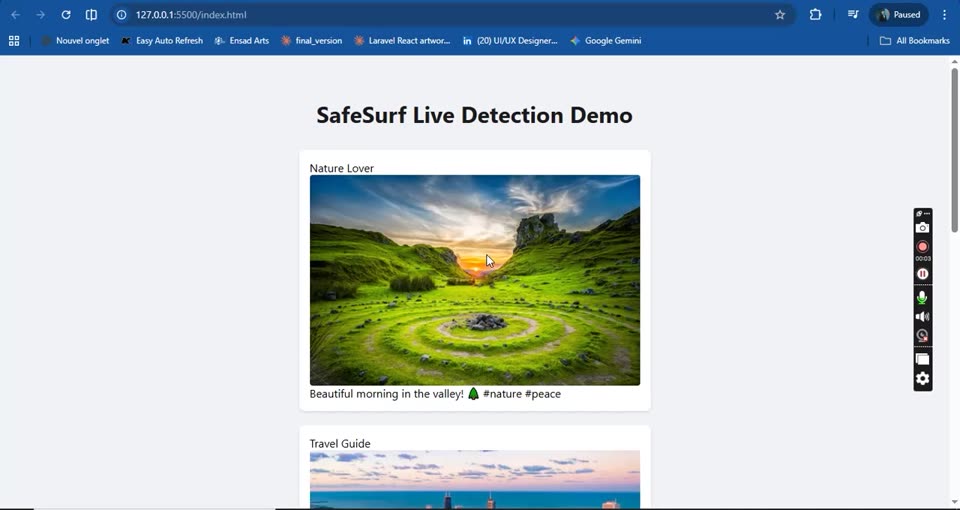 127.0.0.1:5500/index.html
Paused
Nouvel onglet
Easy Auto Refresh
Ensad Arts
final_version
Laravel React artwor...
(20) UI/UX Designer...
Google Gemini
All Bookmarks
SafeSurf Live Detection Demo
Nature Lover
00:03
Beautiful morning in the valley! 🌲 #nature #peace
Travel Guide